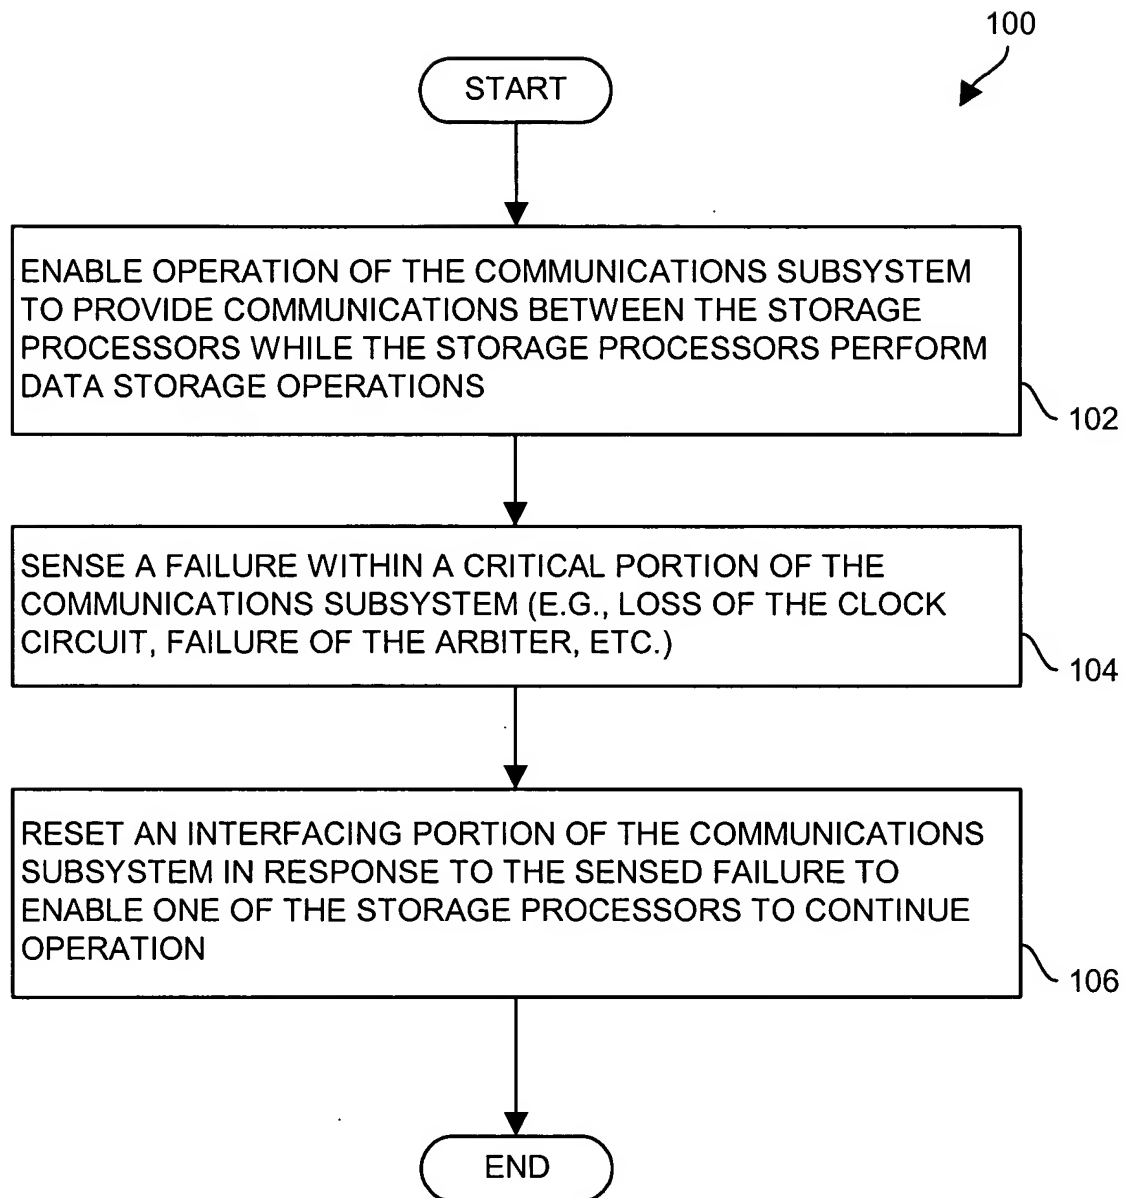 100
START
ENABLE OPERATION OF THE COMMUNICATIONS SUBSYSTEM
TO PROVIDE COMMUNICATIONS BETWEEN THE STORAGE
PROCESSORS WHILE THE STORAGE PROCESSORS PERFORM
DATA STORAGE OPERATIONS
102
SENSE A FAILURE WITHIN A CRITICAL PORTION OF THE
COMMUNICATIONS SUBSYSTEM (E.G., LOSS OF THE CLOCK
CIRCUIT, FAILURE OF THE ARBITER, ETC.)
104
RESET AN INTERFACING PORTION OF THE COMMUNICATIONS
SUBSYSTEM IN RESPONSE TO THE SENSED FAILURE TO
ENABLE ONE OF THE STORAGE PROCESSORS TO CONTINUE
OPERATION
106
END